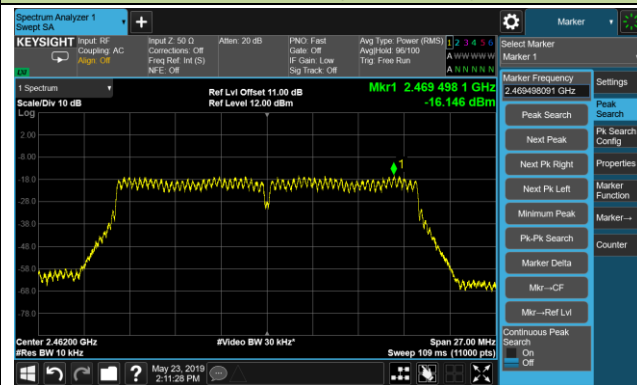 Spectrum Analyzer 1
Swept SA
Marker
KEYSIGHT
Input: RF
Coupling: AC
Align: Off
Input Z: 50 Ω
Corrections: Off
Freq Ref: Int (S)
NFE: Off
Atten: 20 dB
PNO: Fast
Gate: Off
IF Gain: Low
Sig Track: Off
Avg Type: Power (RMS)
Avg|Hold: 96/100
Trig: Free Run
1 2 3 4 5 6
A W W W W W
A N N N N N
Select Marker
Marker 1
1 Spectrum
Scale/Div 10 dB
Log
Ref Lvl Offset 11.00 dB
Ref Level 12.00 dBm
Mkr1 2.469 498 1 GHz
-16.146 dBm
2.00
-8.00
-18.0
-28.0
-38.0
-48.0
-58.0
-68.0
-78.0
1
Center 2.46200 GHz
#Res BW 10 kHz
#Video BW 30 kHz*
Span 27.00 MHz
Sweep 109 ms (11000 pts)
Marker Frequency
2.469498091 GHz
Peak Search
Next Peak
Next Pk Right
Next Pk Left
Minimum Peak
Pk-Pk Search
Marker Delta
Mkr→CF
Mkr→Ref Lvl
Continuous Peak
Search
On
Off
Settings
Peak
Search
Pk Search
Config
Properties
Marker
Function
Marker→
Counter
May 23, 2019
2:11:28 PM